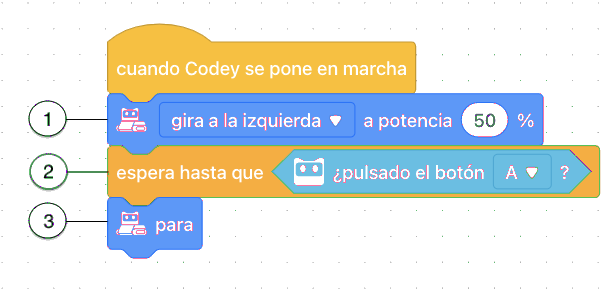 cuando Codey se pone en marcha
1 gira a la izquierda a potencia 50 %
2 espera hasta que ¿pulsado el botón A ?
3 para